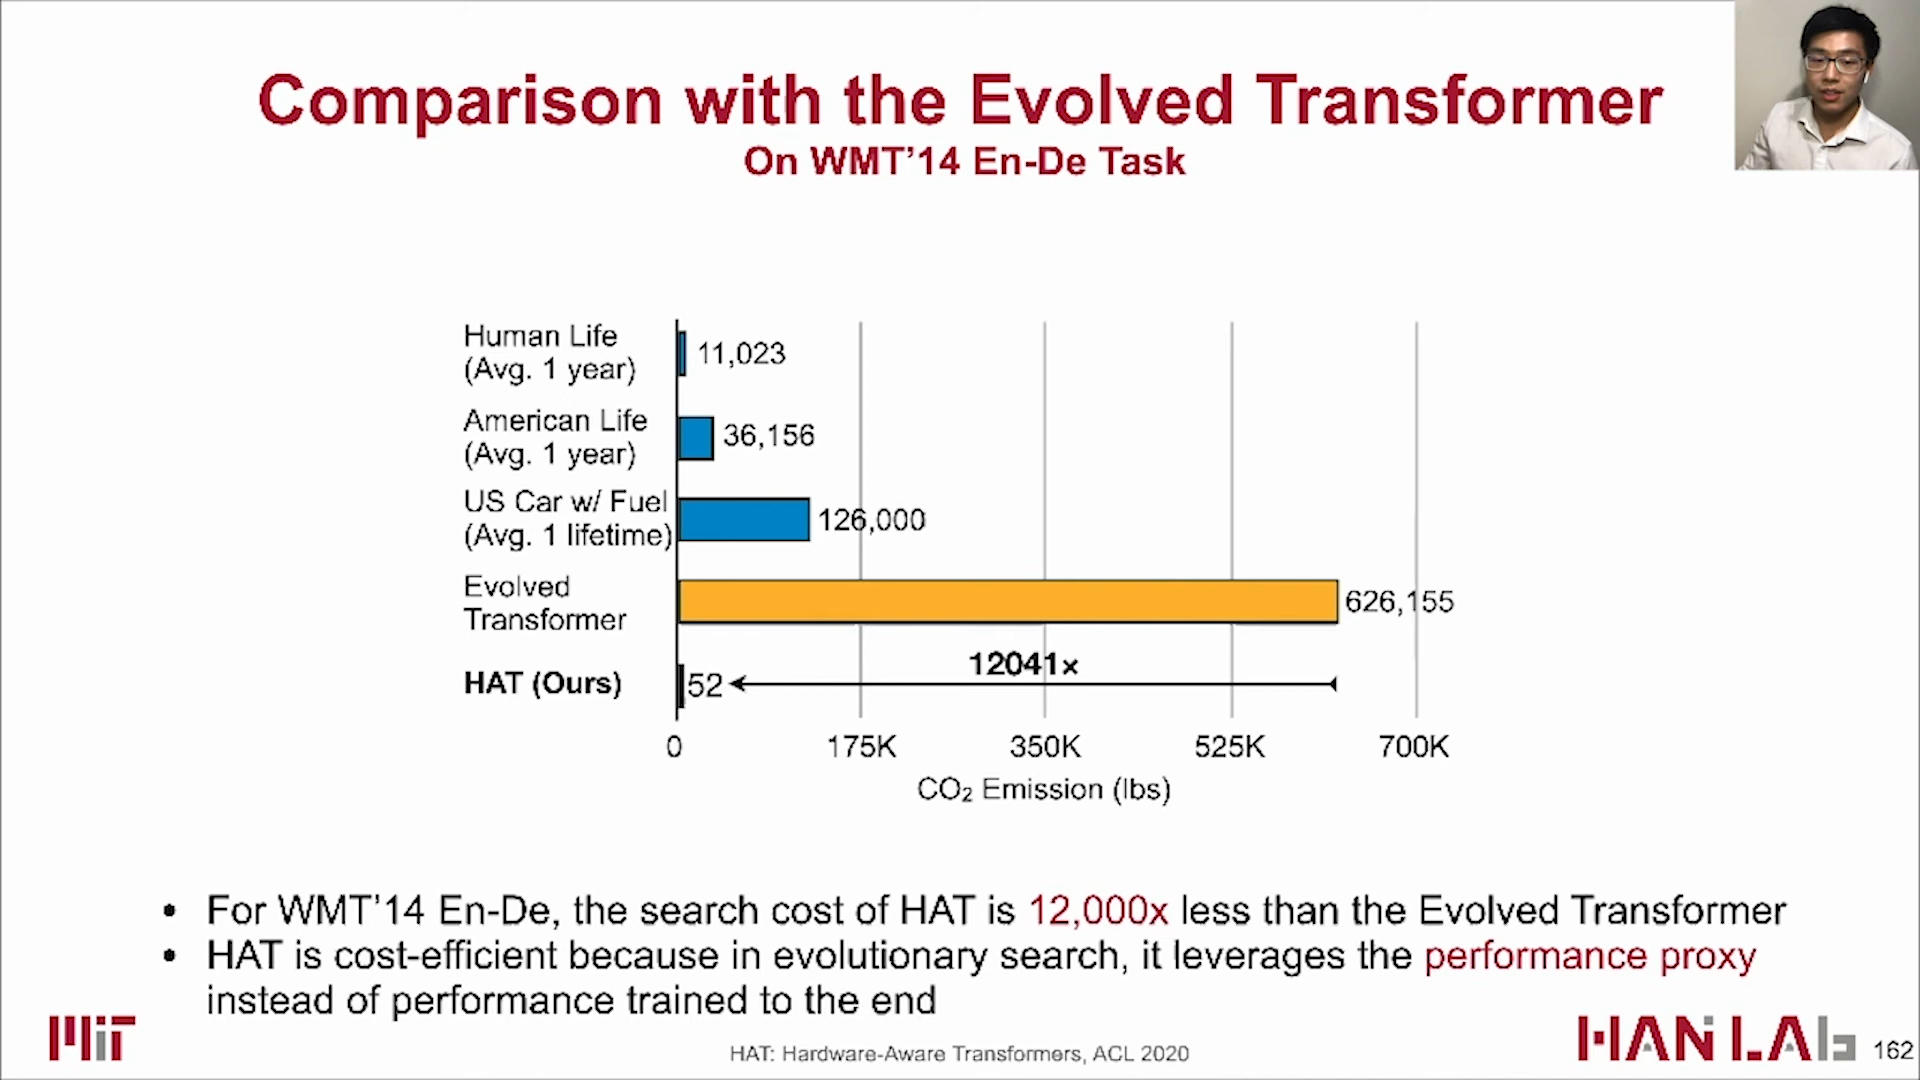 Comparison with the Evolved Transformer
On WMT’14 En-De Task
Human Life
(Avg. 1 year)
11,023
American Life
(Avg. 1 year)
36,156
US Car w/ Fuel
(Avg. 1 lifetime)
126,000
Evolved
Transformer
626,155
HAT (Ours)
52
12041×
0 175K 350K 525K 700K
CO₂ Emission (lbs)
• For WMT’14 En-De, the search cost of HAT is 12,000x less than the Evolved Transformer
• HAT is cost-efficient because in evolutionary search, it leverages the performance proxy
instead of performance trained to the end
MIT
HAT: Hardware-Aware Transformers, ACL 2020
HAN LAb
162